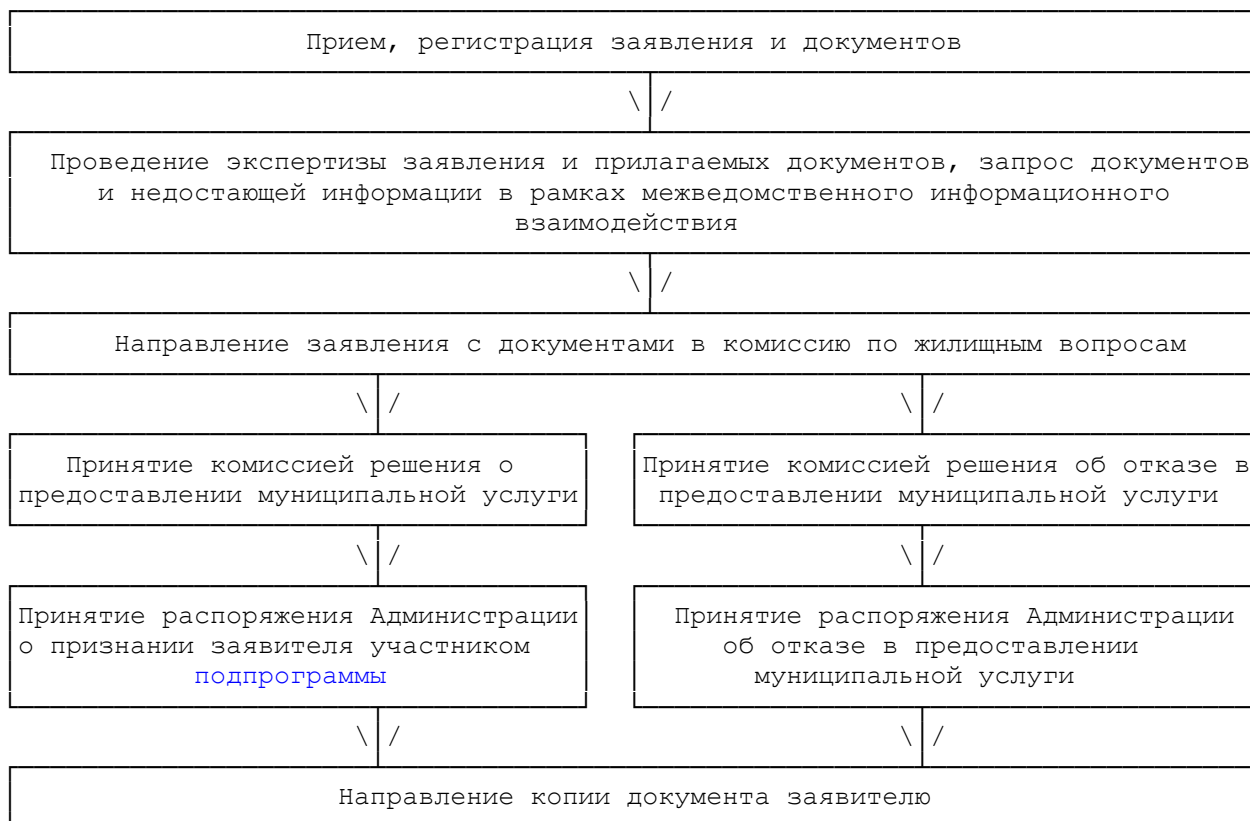 Прием, регистрация заявления и документов
Проведение экспертизы заявления и прилагаемых документов, запрос документов
и недостающей информации в рамках межведомственного информационного
взаимодействия
Направление заявления с документами в комиссию по жилищным вопросам
Принятие комиссией решения о
предоставлении муниципальной услуги
Принятие комиссией решения об отказе в
предоставлении муниципальной услуги
Принятие распоряжения Администрации
о признании заявителя участником
подпрограммы
Принятие распоряжения Администрации
об отказе в предоставлении
муниципальной услуги
Направление копии документа заявителю